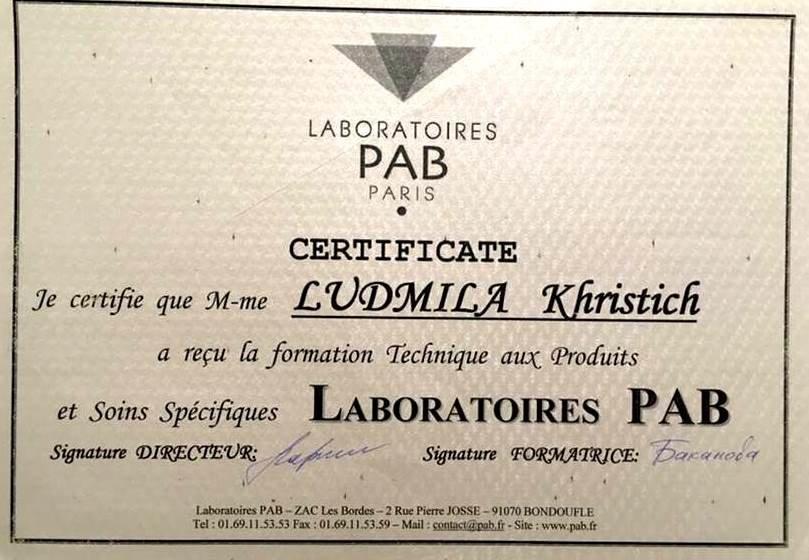 LABORATOIRES
PAB
PARIS
CERTIFICATE
Je certifie que M-me LUDMILA Khristich
a reçu la formation Technique aux Produits
et Soins Spécifiques LABORATOIRES PAB
Signature DIRECTEUR: Signature FORMATRICE: Баканова
Laboratoires PAB – ZAC Les Bordes – 2 Rue Pierre JOSSE – 91070 BONDOUFLE
Tel : 01.69.11.53.53 Fax : 01.69.11.53.59 – Mail : contact@pab.fr - Site : www.pab.fr